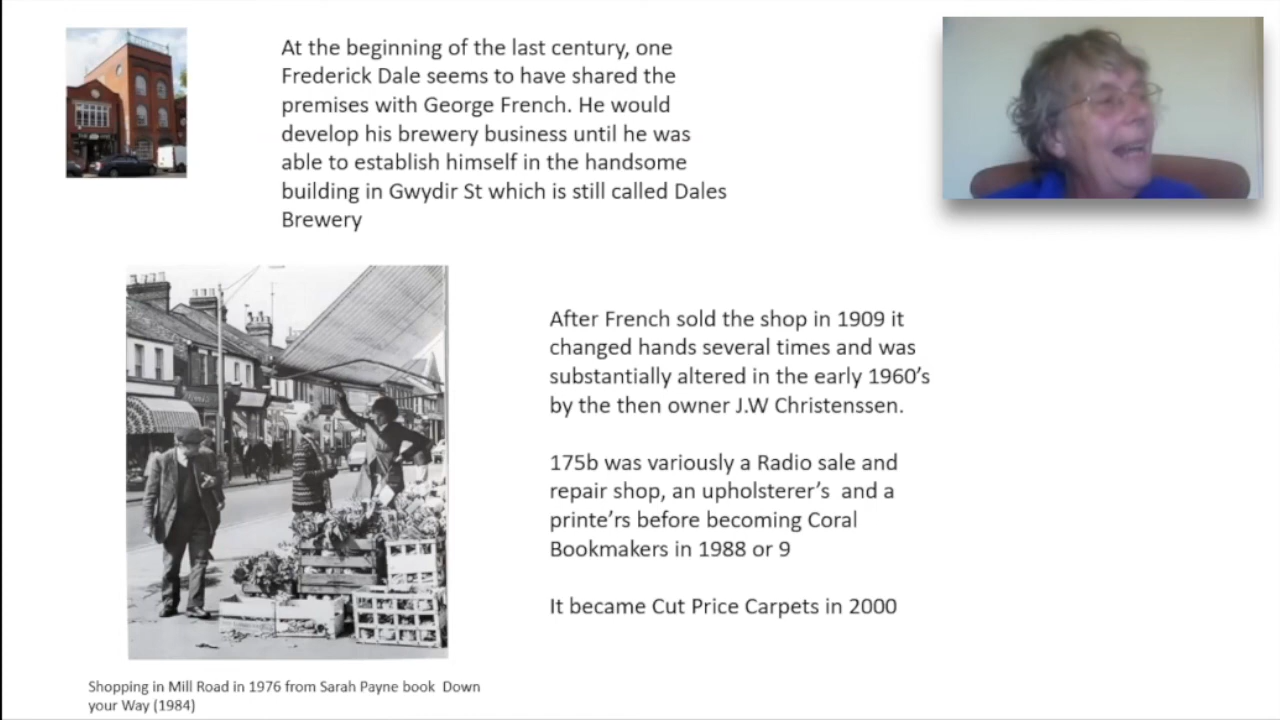 At the beginning of the last century, one
Frederick Dale seems to have shared the
premises with George French. He would
develop his brewery business until he was
able to establish himself in the handsome
building in Gwydir St which is still called Dales
Brewery
After French sold the shop in 1909 it
changed hands several times and was
substantially altered in the early 1960’s
by the then owner J.W Christenssen.
175b was variously a Radio sale and
repair shop, an upholsterer’s  and a
printe’rs before becoming Coral
Bookmakers in 1988 or 9
It became Cut Price Carpets in 2000
Shopping in Mill Road in 1976 from Sarah Payne book  Down
your Way (1984)